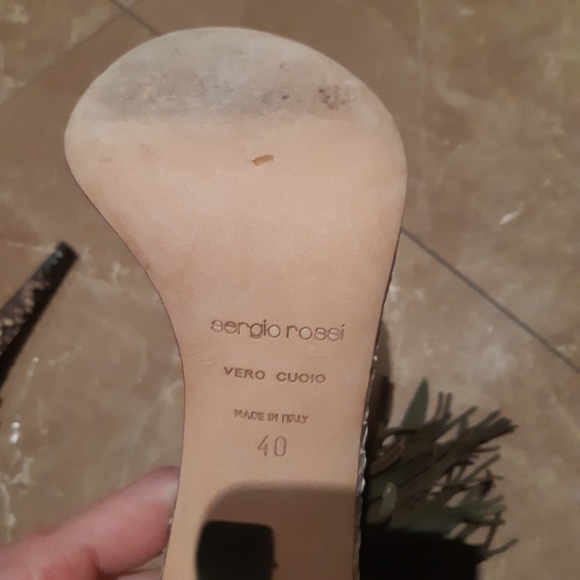 sergio rossi
VERO CUOIO
MADE IN ITALY
40